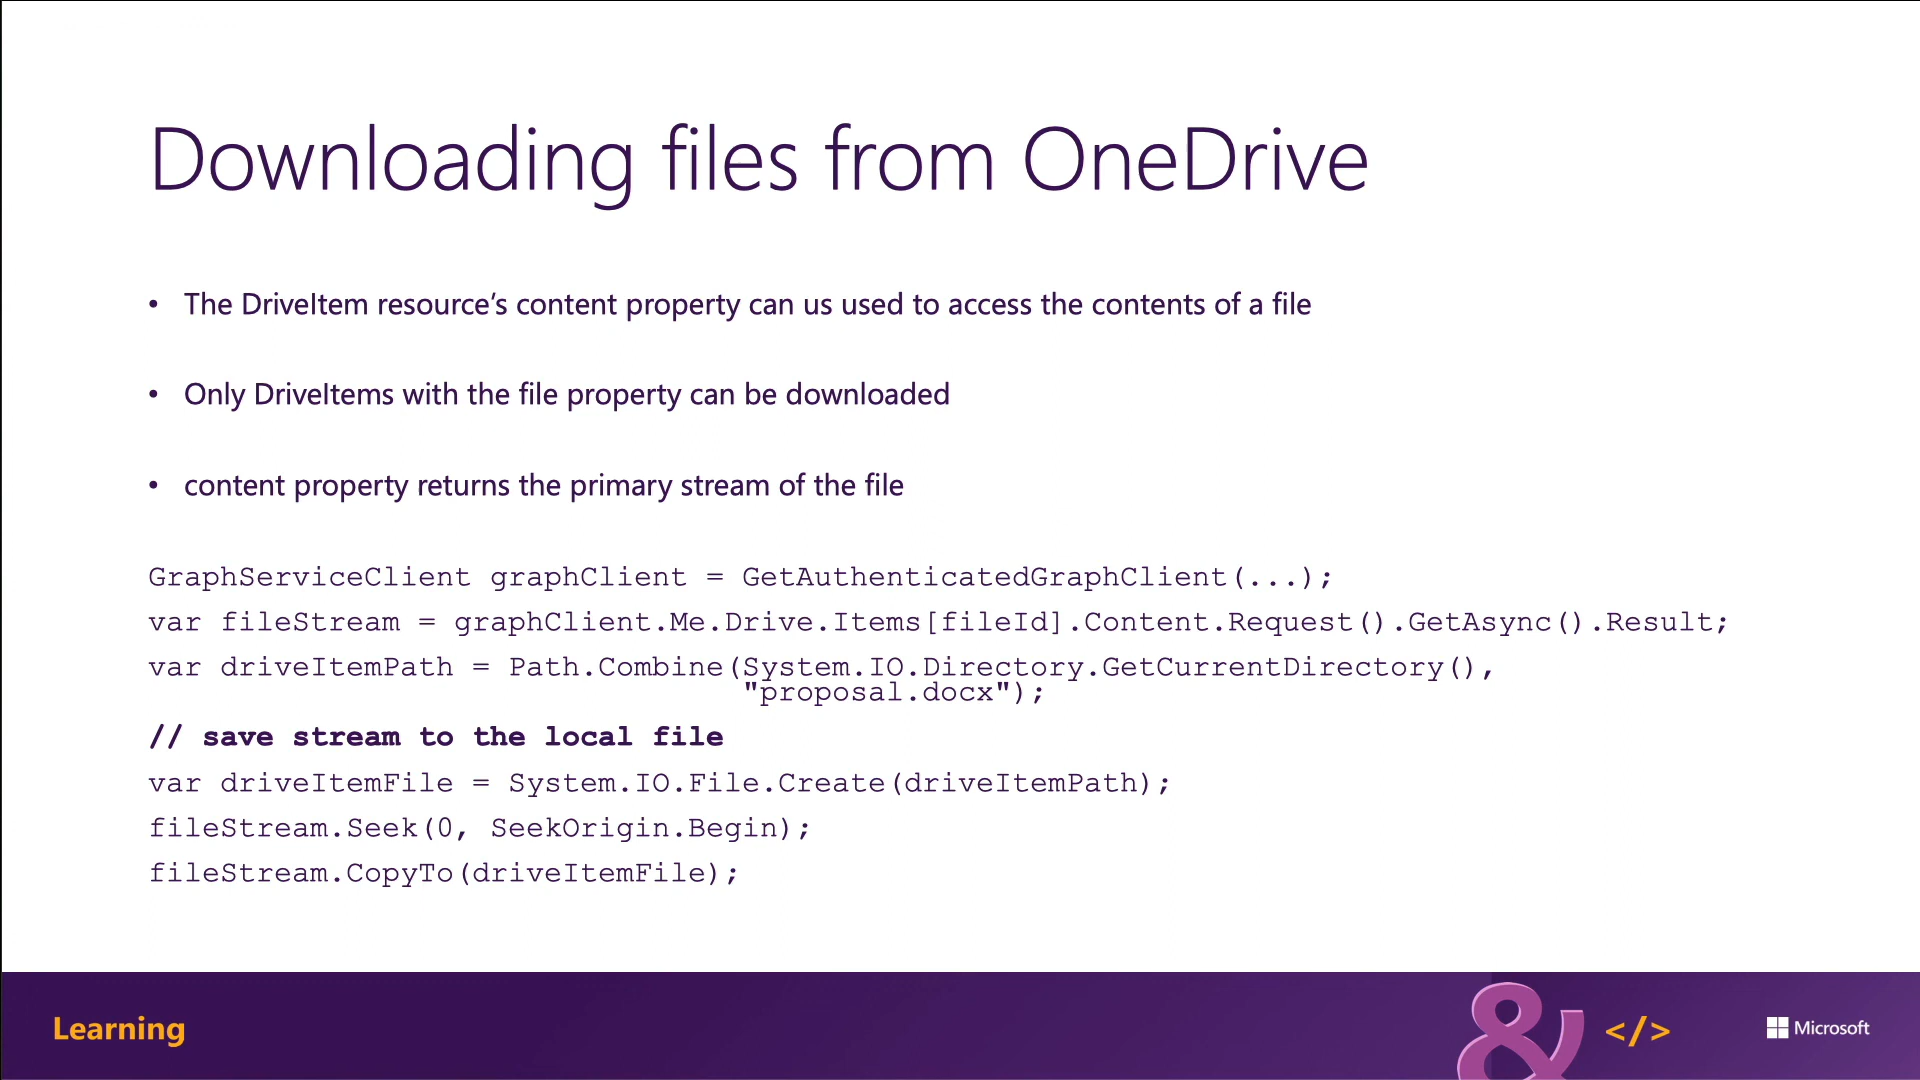 Downloading files from OneDrive
• The DriveItem resource’s content property can us used to access the contents of a file
• Only DriveItems with the file property can be downloaded
• content property returns the primary stream of the file
GraphServiceClient graphClient = GetAuthenticatedGraphClient(...);
var fileStream = graphClient.Me.Drive.Items[fileId].Content.Request().GetAsync().Result;
var driveItemPath = Path.Combine(System.IO.Directory.GetCurrentDirectory(),
"proposal.docx");
// save stream to the local file
var driveItemFile = System.IO.File.Create(driveItemPath);
fileStream.Seek(0, SeekOrigin.Begin);
fileStream.CopyTo(driveItemFile);
Learning
& </>
Microsoft